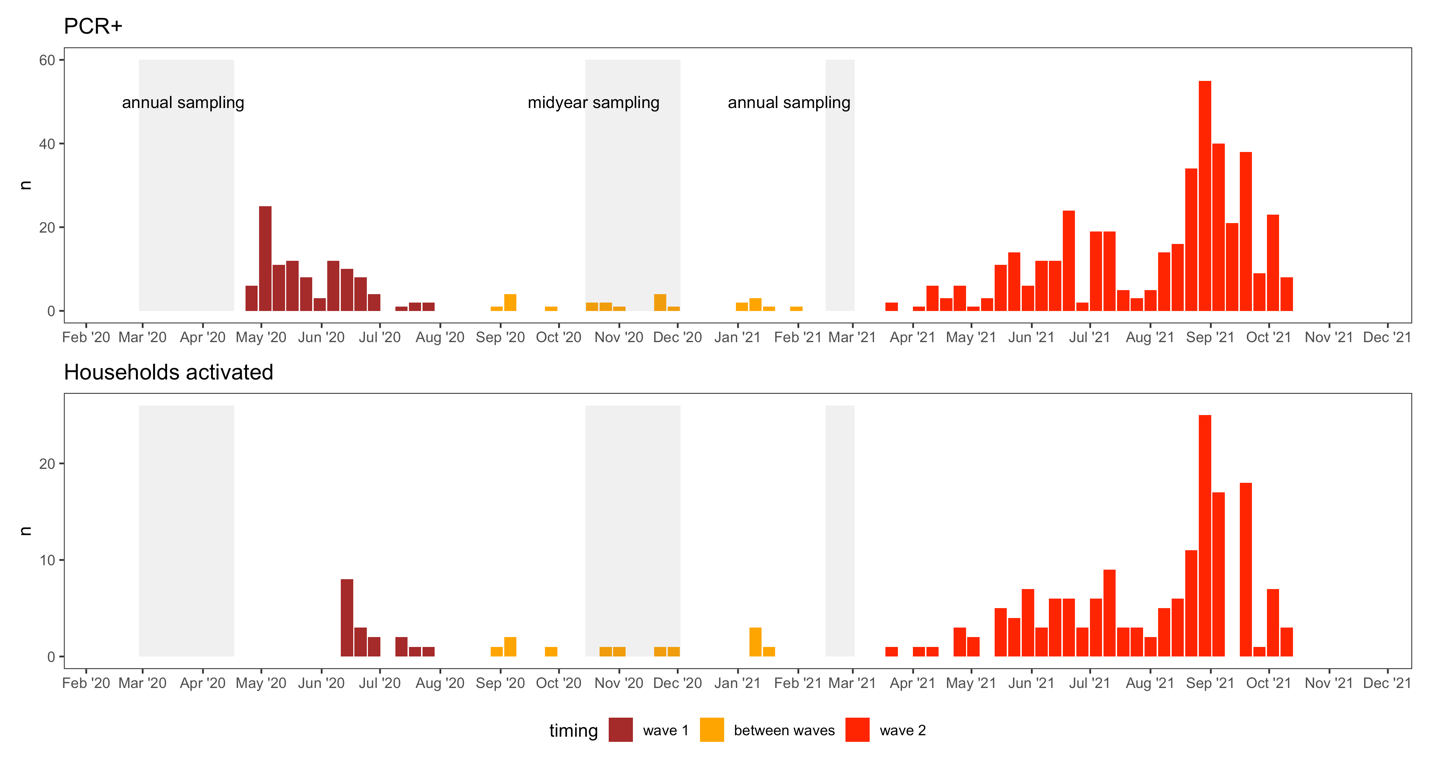 PCR+
60
annual sampling midyear sampling annual sampling
40
n
20
0
Feb '20 Mar '20 Apr '20 May '20 Jun '20 Jul '20 Aug '20 Sep '20 Oct '20 Nov '20 Dec '20 Jan '21 Feb '21 Mar '21 Apr '21 May '21 Jun '21 Jul '21 Aug '21 Sep '21 Oct '21 Nov '21 Dec '21
Households activated
20
n
10
0
Feb '20 Mar '20 Apr '20 May '20 Jun '20 Jul '20 Aug '20 Sep '20 Oct '20 Nov '20 Dec '20 Jan '21 Feb '21 Mar '21 Apr '21 May '21 Jun '21 Jul '21 Aug '21 Sep '21 Oct '21 Nov '21 Dec '21
timing wave 1 between waves wave 2